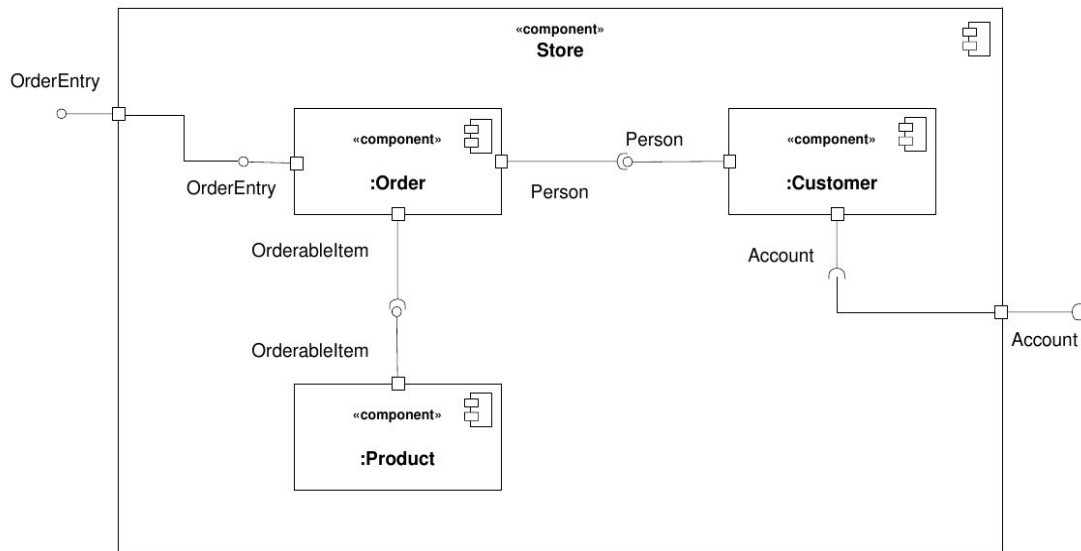 «component»
Store
OrderEntry
«component»
:Order
OrderEntry
Person
Person
«component»
:Customer
OrderableItem
Account
Account
OrderableItem
«component»
:Product